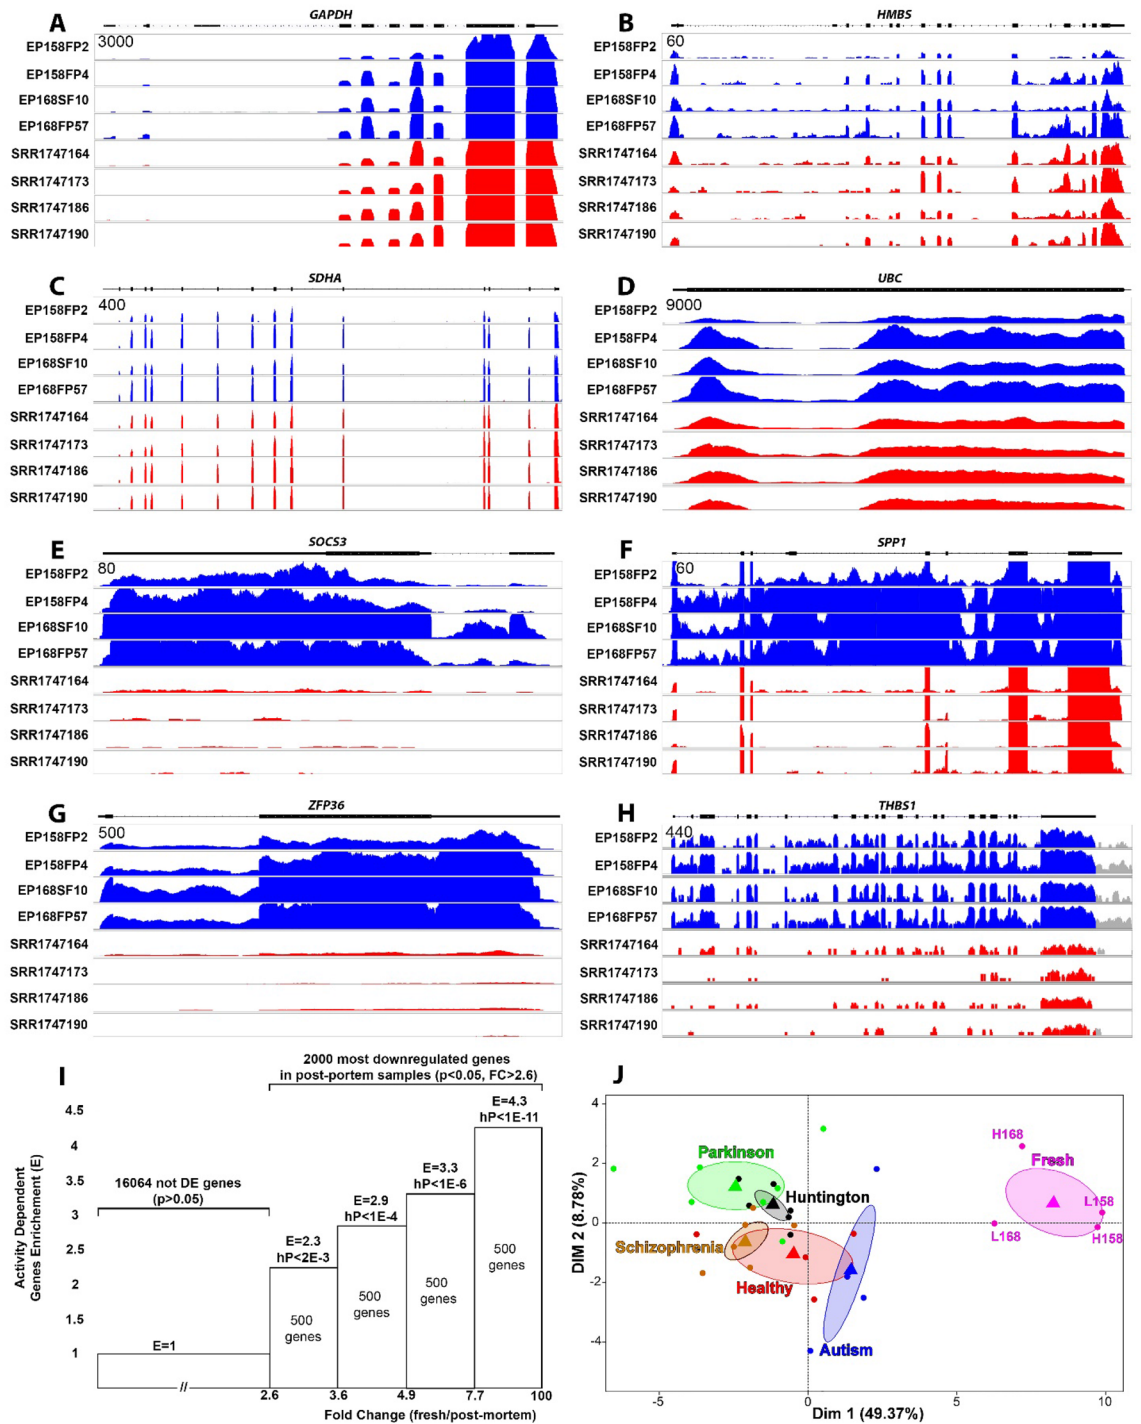 A
GAPDH
3000
EP158FP2
EP158FP4
EP168SF10
EP168FP57
SRR1747164
SRR1747173
SRR1747186
SRR1747190
B
HMBS
60
EP158FP2
EP158FP4
EP168SF10
EP168FP57
SRR1747164
SRR1747173
SRR1747186
SRR1747190
C
SDHA
400
EP158FP2
EP158FP4
EP168SF10
EP168FP57
SRR1747164
SRR1747173
SRR1747186
SRR1747190
D
UBC
9000
EP158FP2
EP158FP4
EP168SF10
EP168FP57
SRR1747164
SRR1747173
SRR1747186
SRR1747190
E
SOCS3
80
EP158FP2
EP158FP4
EP168SF10
EP168FP57
SRR1747164
SRR1747173
SRR1747186
SRR1747190
F
SPP1
60
EP158FP2
EP158FP4
EP168SF10
EP168FP57
SRR1747164
SRR1747173
SRR1747186
SRR1747190
G
ZFP36
500
EP158FP2
EP158FP4
EP168SF10
EP168FP57
SRR1747164
SRR1747173
SRR1747186
SRR1747190
H
THBS1
440
EP158FP2
EP158FP4
EP168SF10
EP168FP57
SRR1747164
SRR1747173
SRR1747186
SRR1747190
I
2000 most downregulated genes
in post-portem samples (p<0.05, FC>2.6)
Activity Dependent
Genes Enrichement (E)
4.5
4
3.5
3
2.5
2
1.5
1
16064 not DE genes
(p>0.05)
E=1
E=2.3
hP<2E-3
500
genes
E=2.9
hP<1E-4
500
genes
E=3.3
hP<1E-6
500
genes
E=4.3
hP<1E-11
500
genes
//
2.6
3.6
4.9
7.7
100
Fold Change (fresh/post-mortem)
J
DIM 2 (8.78%)
4
2
0
-2
-4
Parkinson
Huntington
Schizophrenia
Healthy
Autism
H168
Fresh
L158
L168
H158
-5
0
5
10
Dim 1 (49.37%)